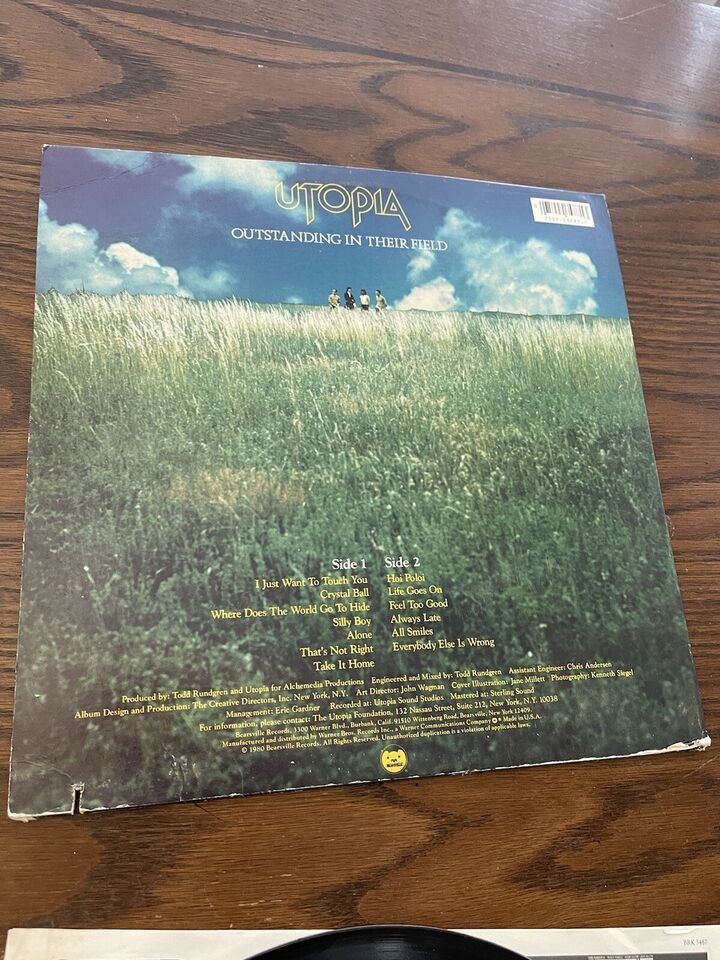 UTOPIA
OUTSTANDING IN THEIR FIELD
Side 1
I Just Want To Touch You
Crystal Ball
Where Does The World Go To Hide
Silly Boy
Alone
That's Not Right
Take It Home
Side 2
Hoi Poloi
Life Goes On
Feel Too Good
Always Late
All Smiles
Everybody Else Is Wrong
Produced by: Todd Rundgren and Utopia for Alchemedia Productions Engineered and Mixed by: Todd Rundgren Assistant Engineer: Chris Andersen
Album Design and Production: The Creative Directors, Inc. New York, N.Y. Art Director: John Wagman Cover Illustration: Jane Millett Photography: Kenneth Siegel
Management: Eric Gardner Recorded at: Utopia Sound Studios Mastered at: Sterling Sound
For information, please contact: The Utopia Foundation, 132 Nassau Street, Suite 212, New York, N.Y. 10038
Bearsville Records, 3300 Warner Blvd., Burbank, Calif. 91510 Wittenberg Road, Bearsville, New York 12409.
Manufactured and distributed by Warner Bros. Records Inc., a Warner Communications Company Made in U.S.A.
© 1980 Bearsville Records. All Rights Reserved. Unauthorized duplication is a violation of applicable laws.
BRK 3487